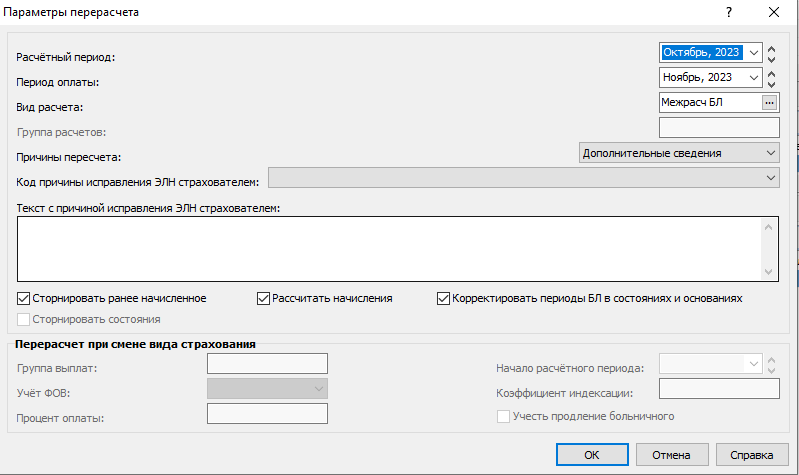 Параметры перерасчета
?
Расчётный период: Октябрь, 2023
Период оплаты: Ноябрь, 2023
Вид расчета: Межрасч БЛ ...
Группа расчетов:
Причины пересчета: Дополнительные сведения
Код причины исправления ЭЛН страхователем:
Текст с причиной исправления ЭЛН страхователем:
Сторнировать ранее начисленное Рассчитать начисления Корректировать периоды БЛ в состояниях и основаниях
Сторнировать состояния
Перерасчет при смене вида страхования
Группа выплат: Начало расчётного периода:
Учёт ФОВ: Коэффициент индексации:
Процент оплаты: Учесть продление больничного
ОК Отмена Справка